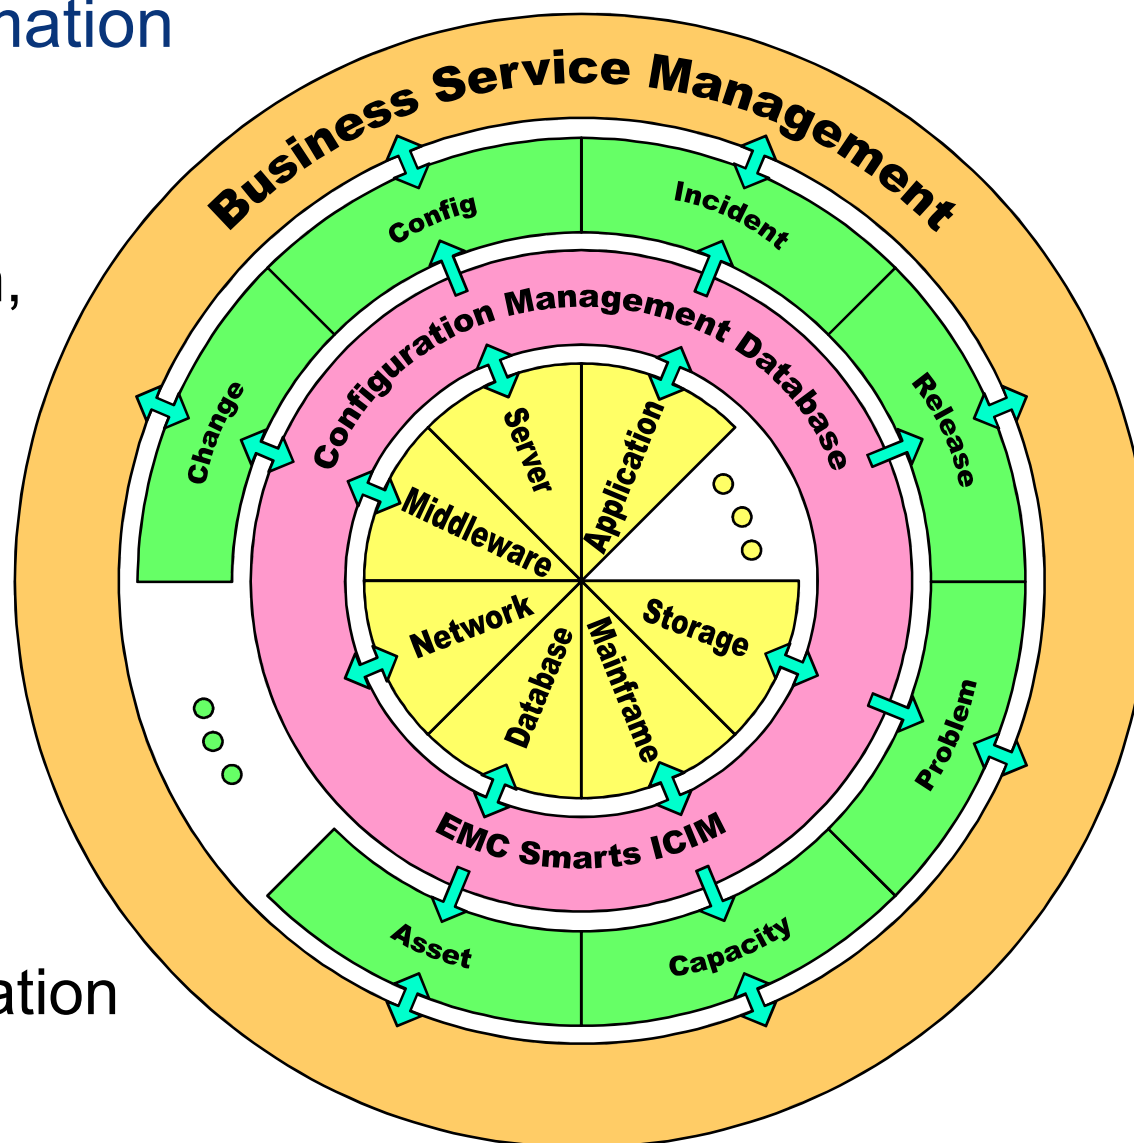 mation
Business Service Management
Config
Incident
Change
Release
Configuration Management Database
Server
Application
Middleware
Network
Storage
Database
Mainframe
Problem
EMC Smarts ICIM
Asset
Capacity
ation